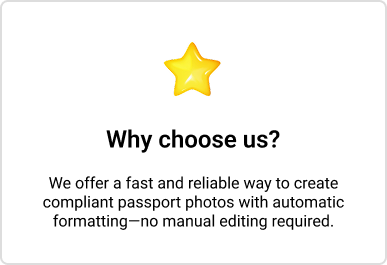 Why choose us?
We offer a fast and reliable way to create
compliant passport photos with automatic
formatting—no manual editing required.